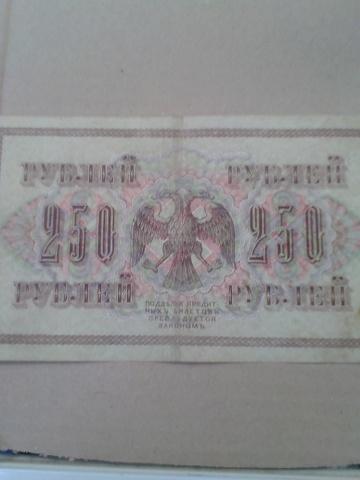 РУБЛЕЙ РУБЛЕЙ
250 250
РУБЛЕЙ РУБЛЕЙ
ПОДДѢЛКА КРЕДИТ
НЫХЪ БИЛЕТОВЪ
ПРЕСЛѢДУЕТСЯ
ЗАКОНОМЪ